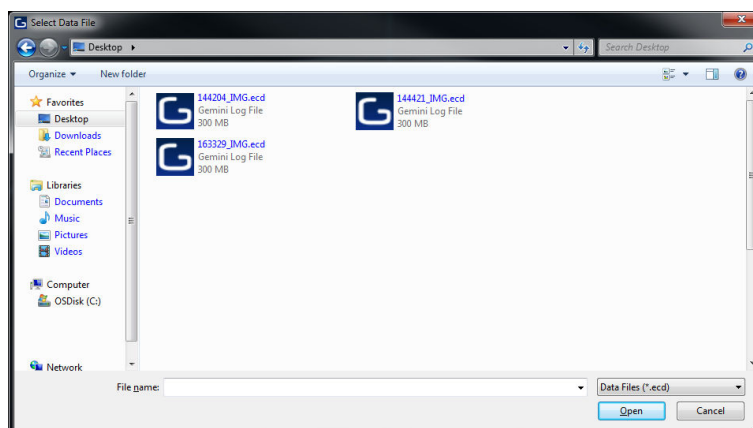 Select Data File
Desktop
Search Desktop
Organize
New folder
Favorites
Desktop
Downloads
Recent Places
Libraries
Documents
Music
Pictures
Videos
Computer
OSDisk (C:)
Network
144204_IMG.ecd
Gemini Log File
300 MB
144421_IMG.ecd
Gemini Log File
300 MB
163329_IMG.ecd
Gemini Log File
300 MB
File name:
Data Files (*.ecd)
Open
Cancel